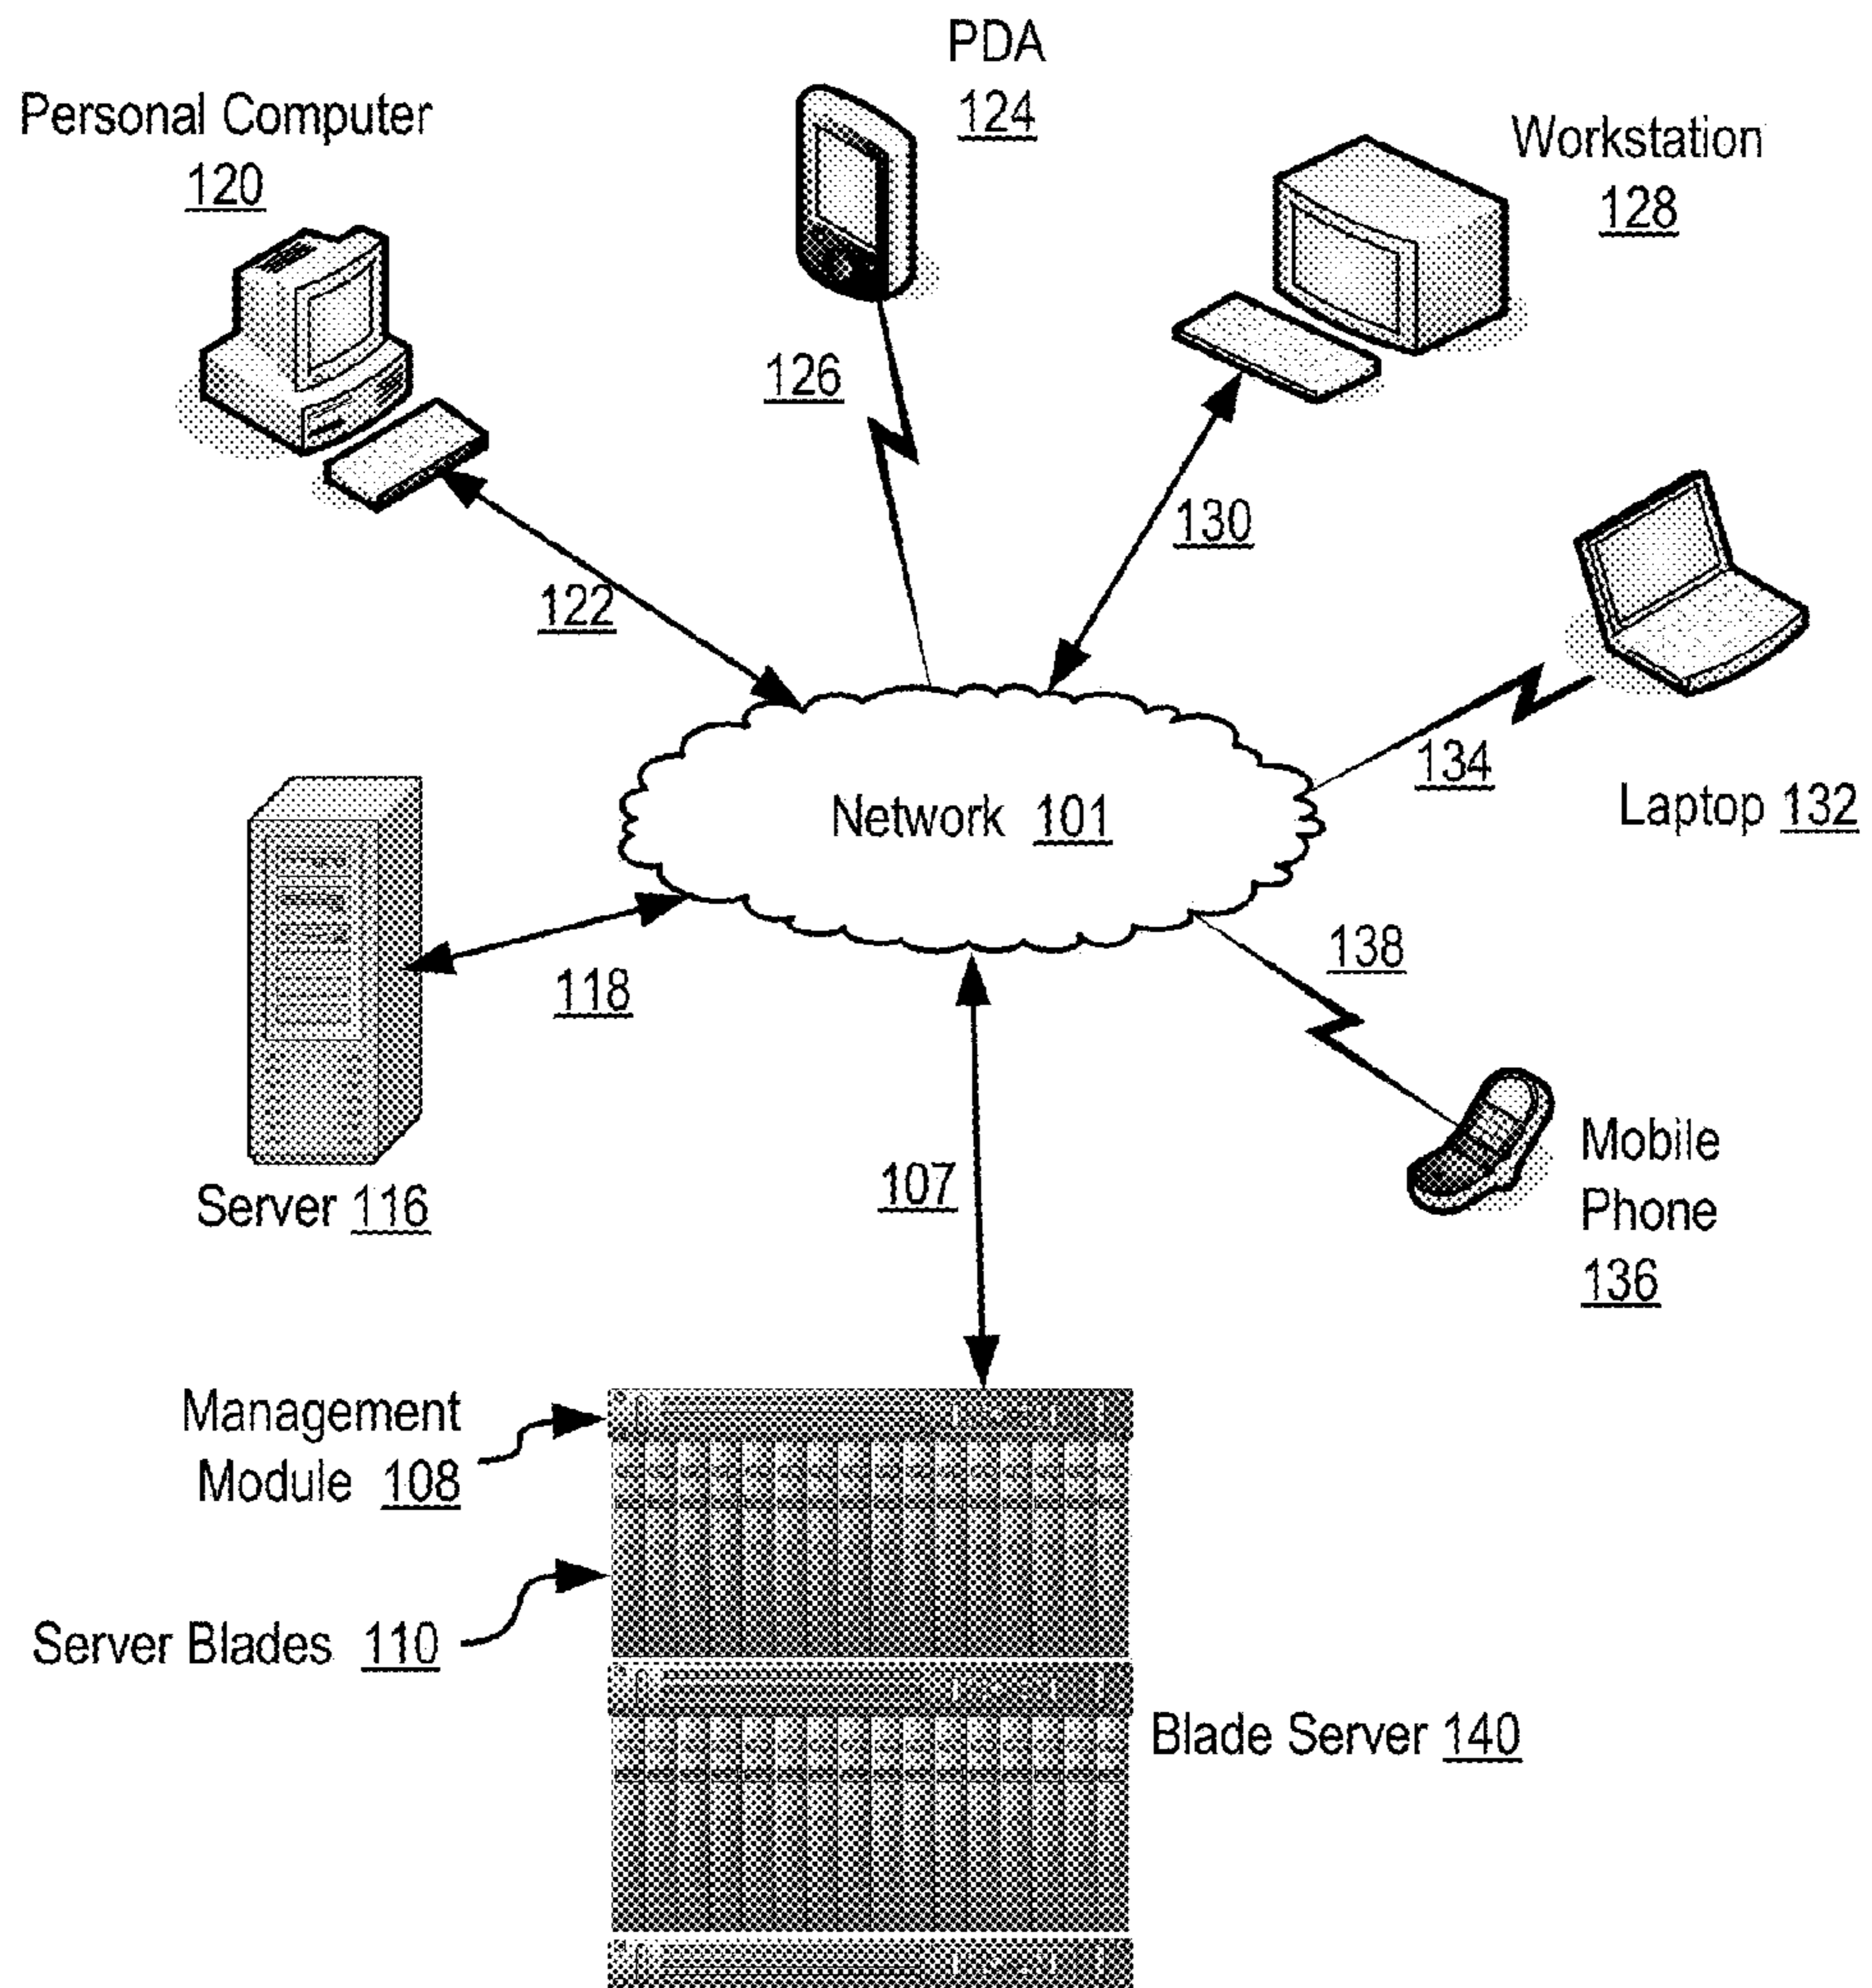 PDA
124
Personal Computer
120
Workstation
128
126
130
122
134
Laptop 132
Network 101
138
118
Server 116
107
Mobile
Phone
136
Management
Module 108
Server Blades 110
Blade Server 140